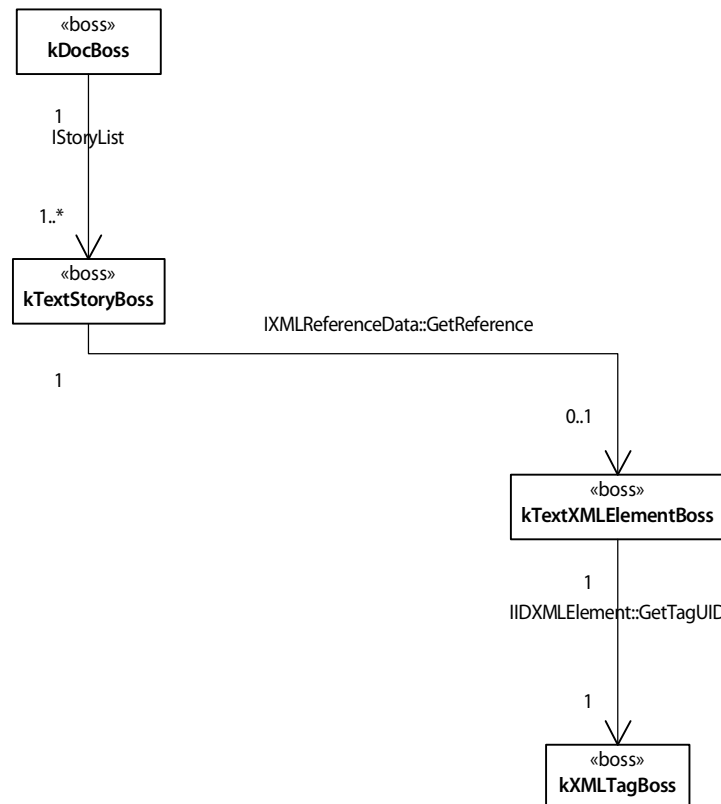 «boss»
kDocBoss
1
IStoryList
1..*
«boss»
kTextStoryBoss
IXMLReferenceData::GetReference
1
0..1
«boss»
kTextXMLElementBoss
1
IIDXMLElement::GetTagUID
1
«boss»
kXMLTagBoss